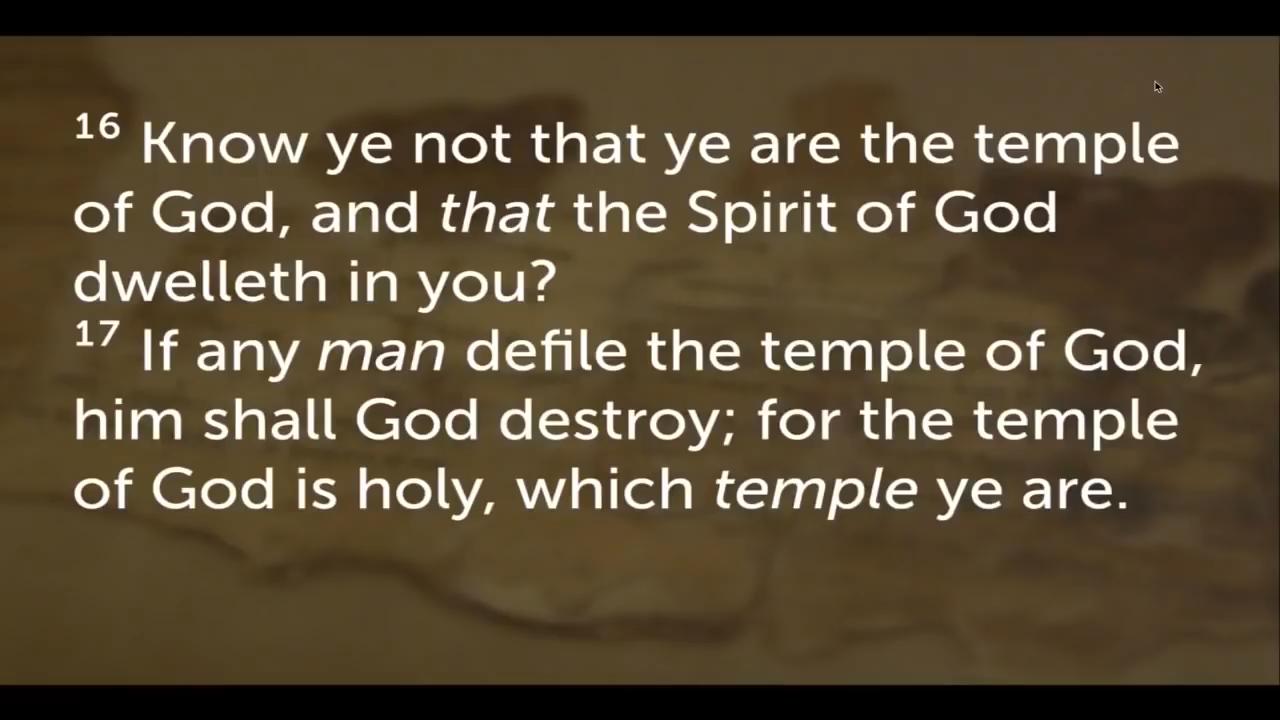 16 Know ye not that ye are the temple
of God, and that the Spirit of God
dwelleth in you?
17 If any man defile the temple of God,
him shall God destroy; for the temple
of God is holy, which temple ye are.